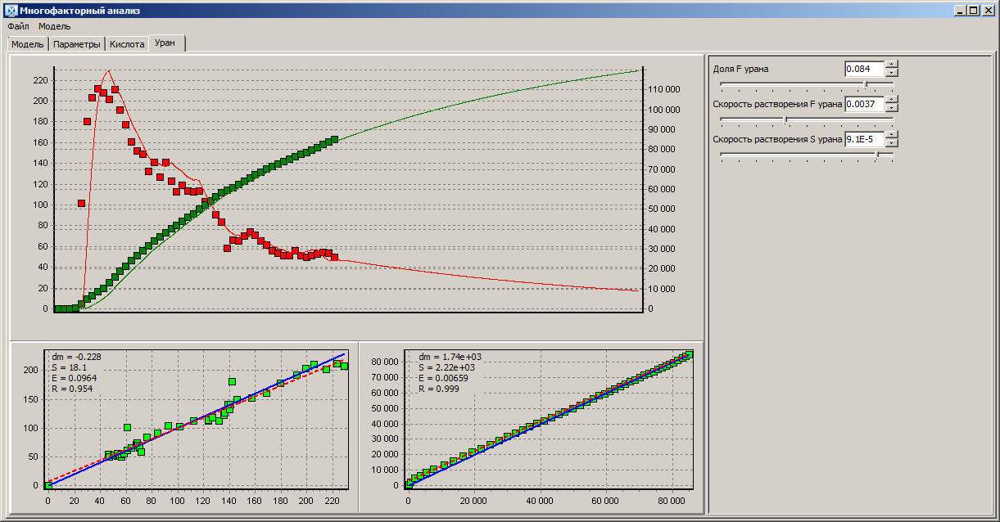 Многофакторный анализ
Файл Модель
Модель Параметры Кислота Уран
220
200
180
160
140
120
100
80
60
40
20
0
110 000
100 000
90 000
80 000
70 000
60 000
50 000
40 000
30 000
20 000
10 000
0
Доля F урана 0.084
Скорость растворения F урана 0.0037
Скорость растворения S урана 9.1E-5
dm = -0.228
S = 18.1
E = 0.0964
R = 0.954
200
150
100
50
0
0 20 40 60 80 100 120 140 160 180 200 220
dm = 1.74e+03
S = 2.22e+03
E = 0.00659
R = 0.999
80 000
70 000
60 000
50 000
40 000
30 000
20 000
10 000
0
0 20 000 40 000 60 000 80 000